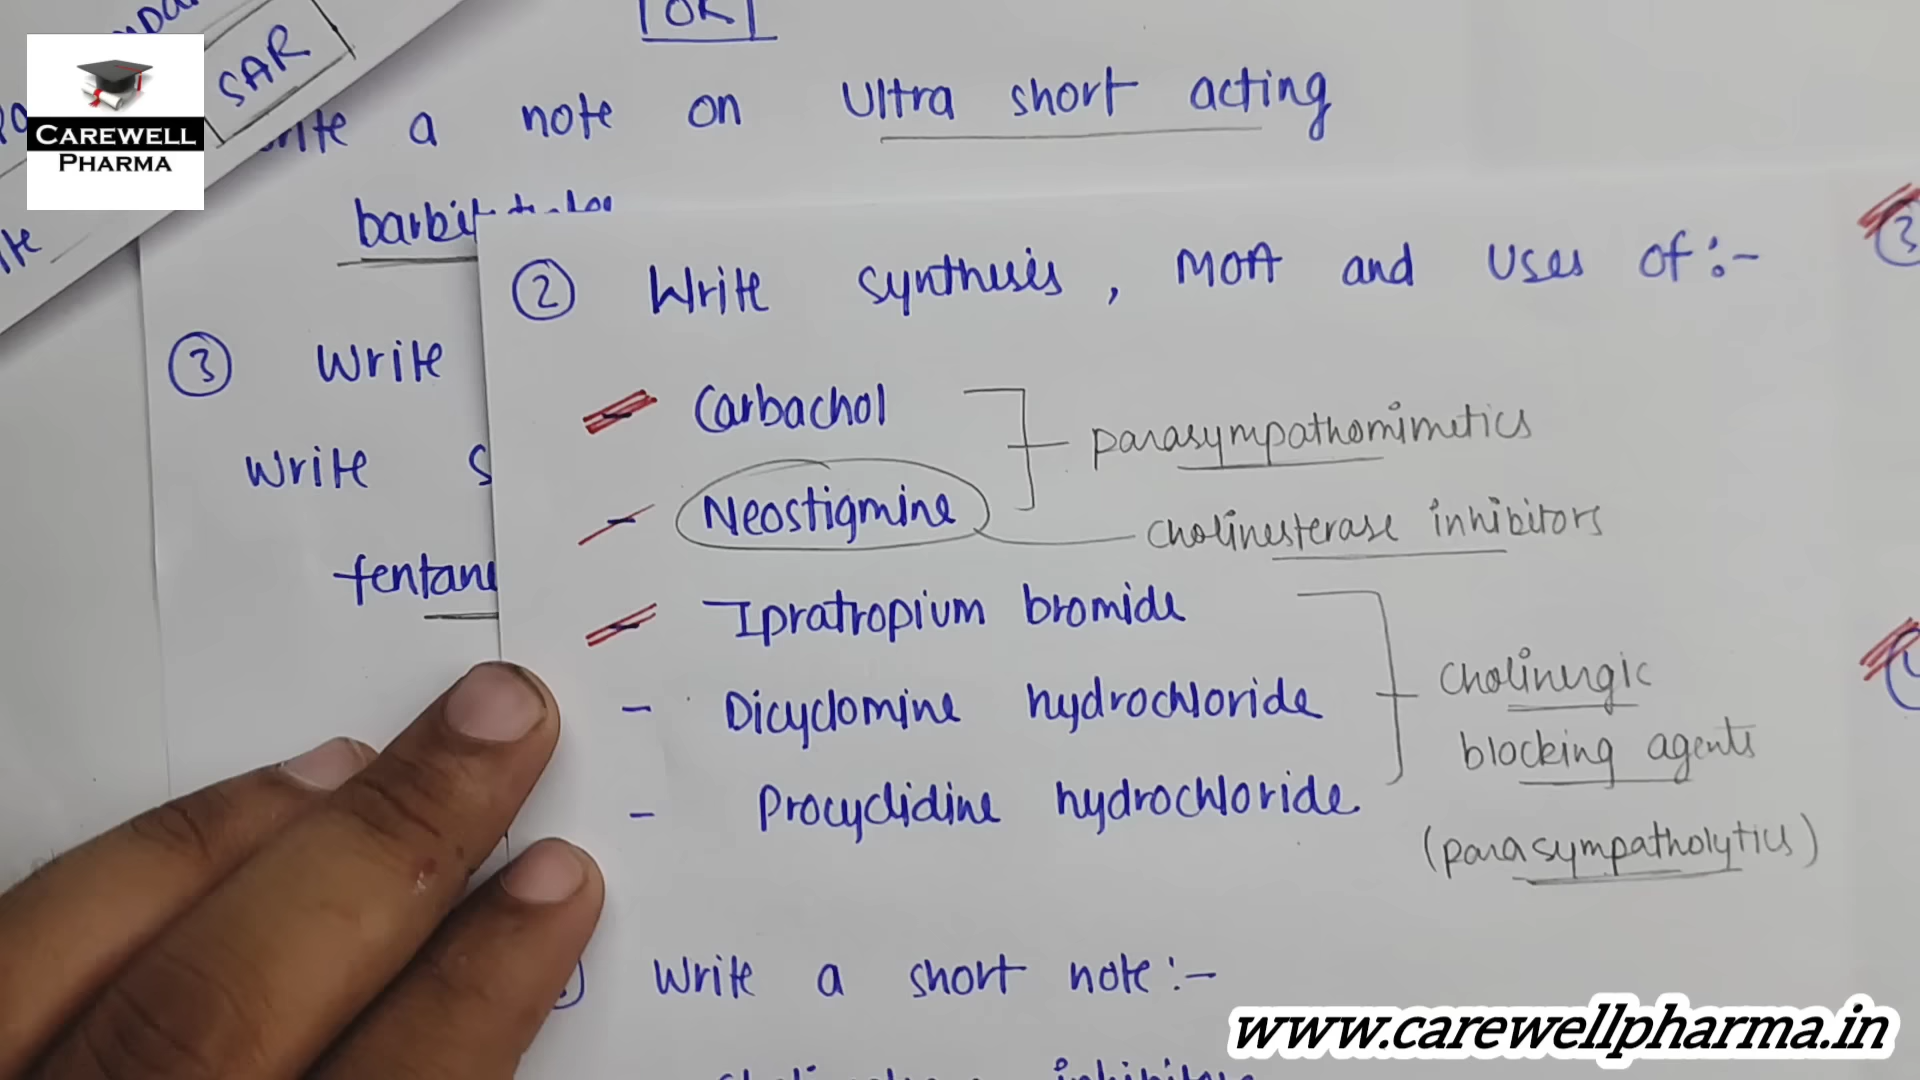 OR
SAR
CAREWELL
PHARMA
a note on Ultra short acting
② Write synthesis, MOA and uses of:-
③ Write
- Carbachol
parasympathomimetics
Write
- Neostigmine
cholinesterase inhibitors
- Ipratropium bromide
- Dicyclomine hydrochloride
cholinergic
blocking agents
- Procyclidine hydrochloride.
(parasympatholytics)
Write a short note:-
www.carewellpharma.in